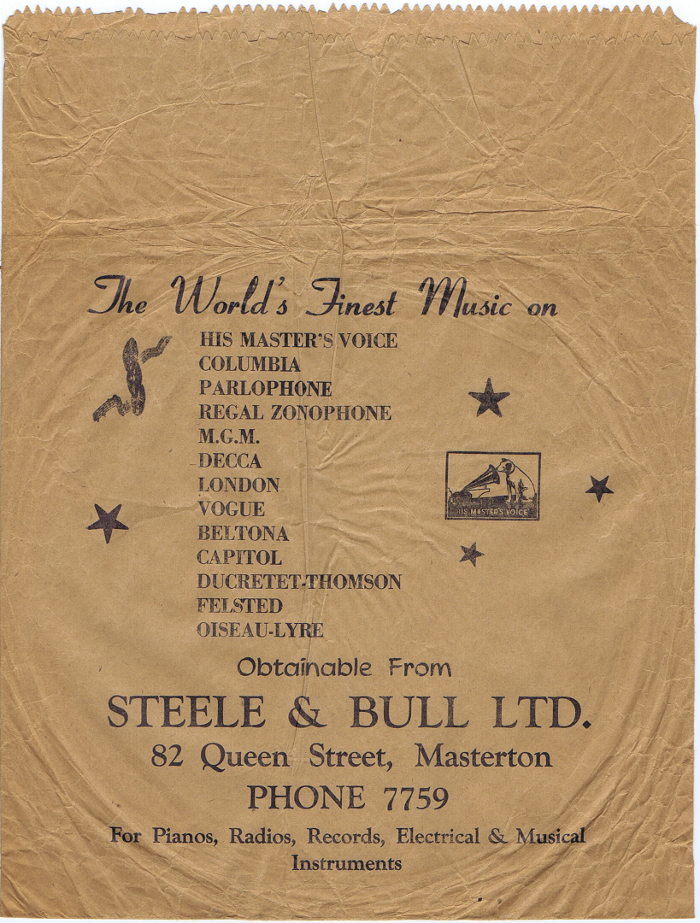 The World's Finest Music on
HIS MASTER'S VOICE
COLUMBIA
PARLOPHONE
REGAL ZONOPHONE
M.G.M.
DECCA
LONDON
VOGUE
BELTONA
CAPITOL
DUCRETET-THOMSON
FELSTED
OISEAU-LYRE
HIS MASTER'S VOICE
Obtainable From
STEELE & BULL LTD.
82 Queen Street, Masterton
PHONE 7759
For Pianos, Radios, Records, Electrical & Musical
Instruments